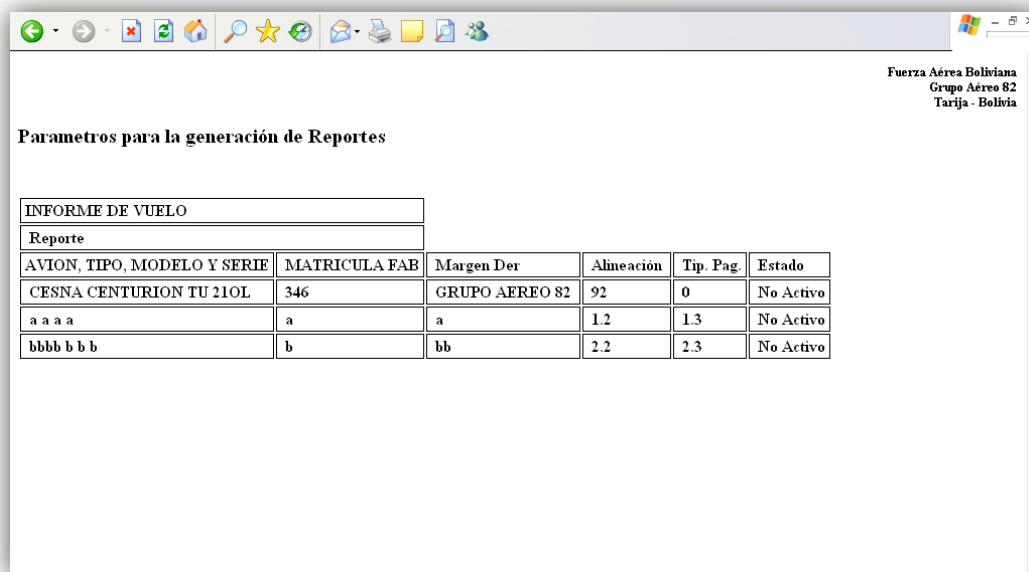 Fuerza Aérea Boliviana
Grupo Aéreo 82
Tarija - Bolivia
Parametros para la generación de Reportes
INFORME DE VUELO
Reporte
AVION, TIPO, MODELO Y SERIE MATRICULA FAB Margen Der Alineación Tip. Pag. Estado
CESNA CENTURION TU 21OL 346 GRUPO AEREO 82 92 0 No Activo
a a a a a a 1.2 1.3 No Activo
bbbb b b b b bb 2.2 2.3 No Activo